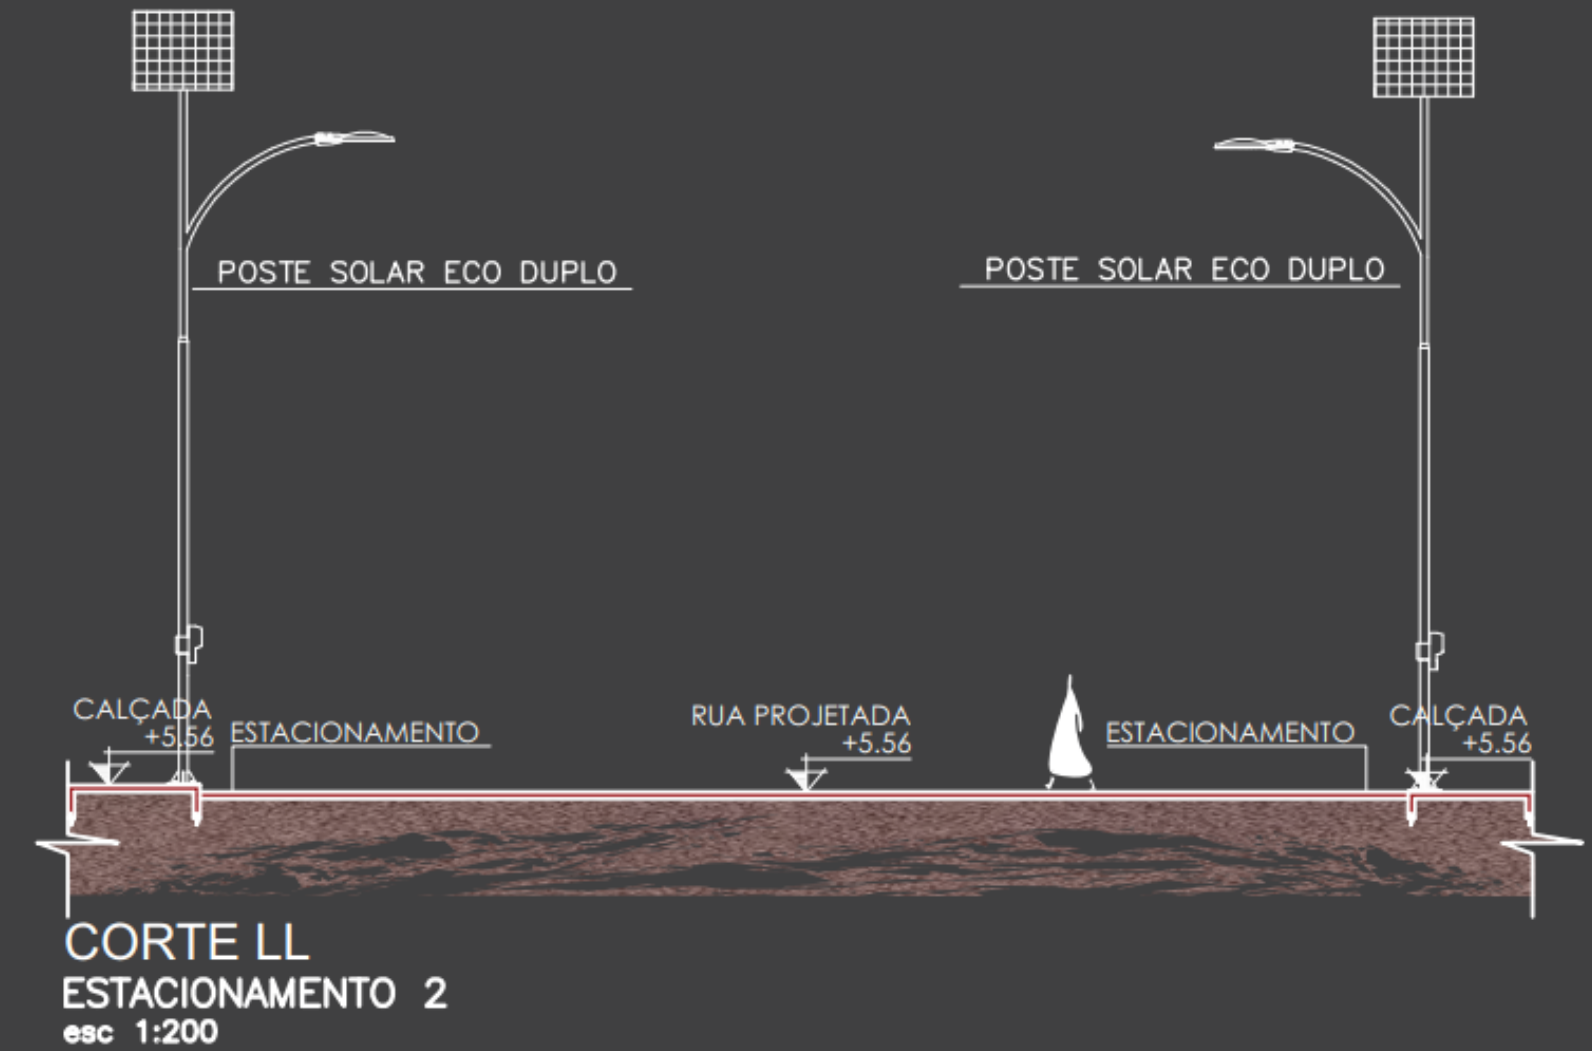 POSTE SOLAR ECO DUPLO
POSTE SOLAR ECO DUPLO
CALÇADA
+5.56
ESTACIONAMENTO
RUA PROJETADA
+5.56
ESTACIONAMENTO
CALÇADA
+5.56
CORTE LL
ESTACIONAMENTO 2
esc 1:200